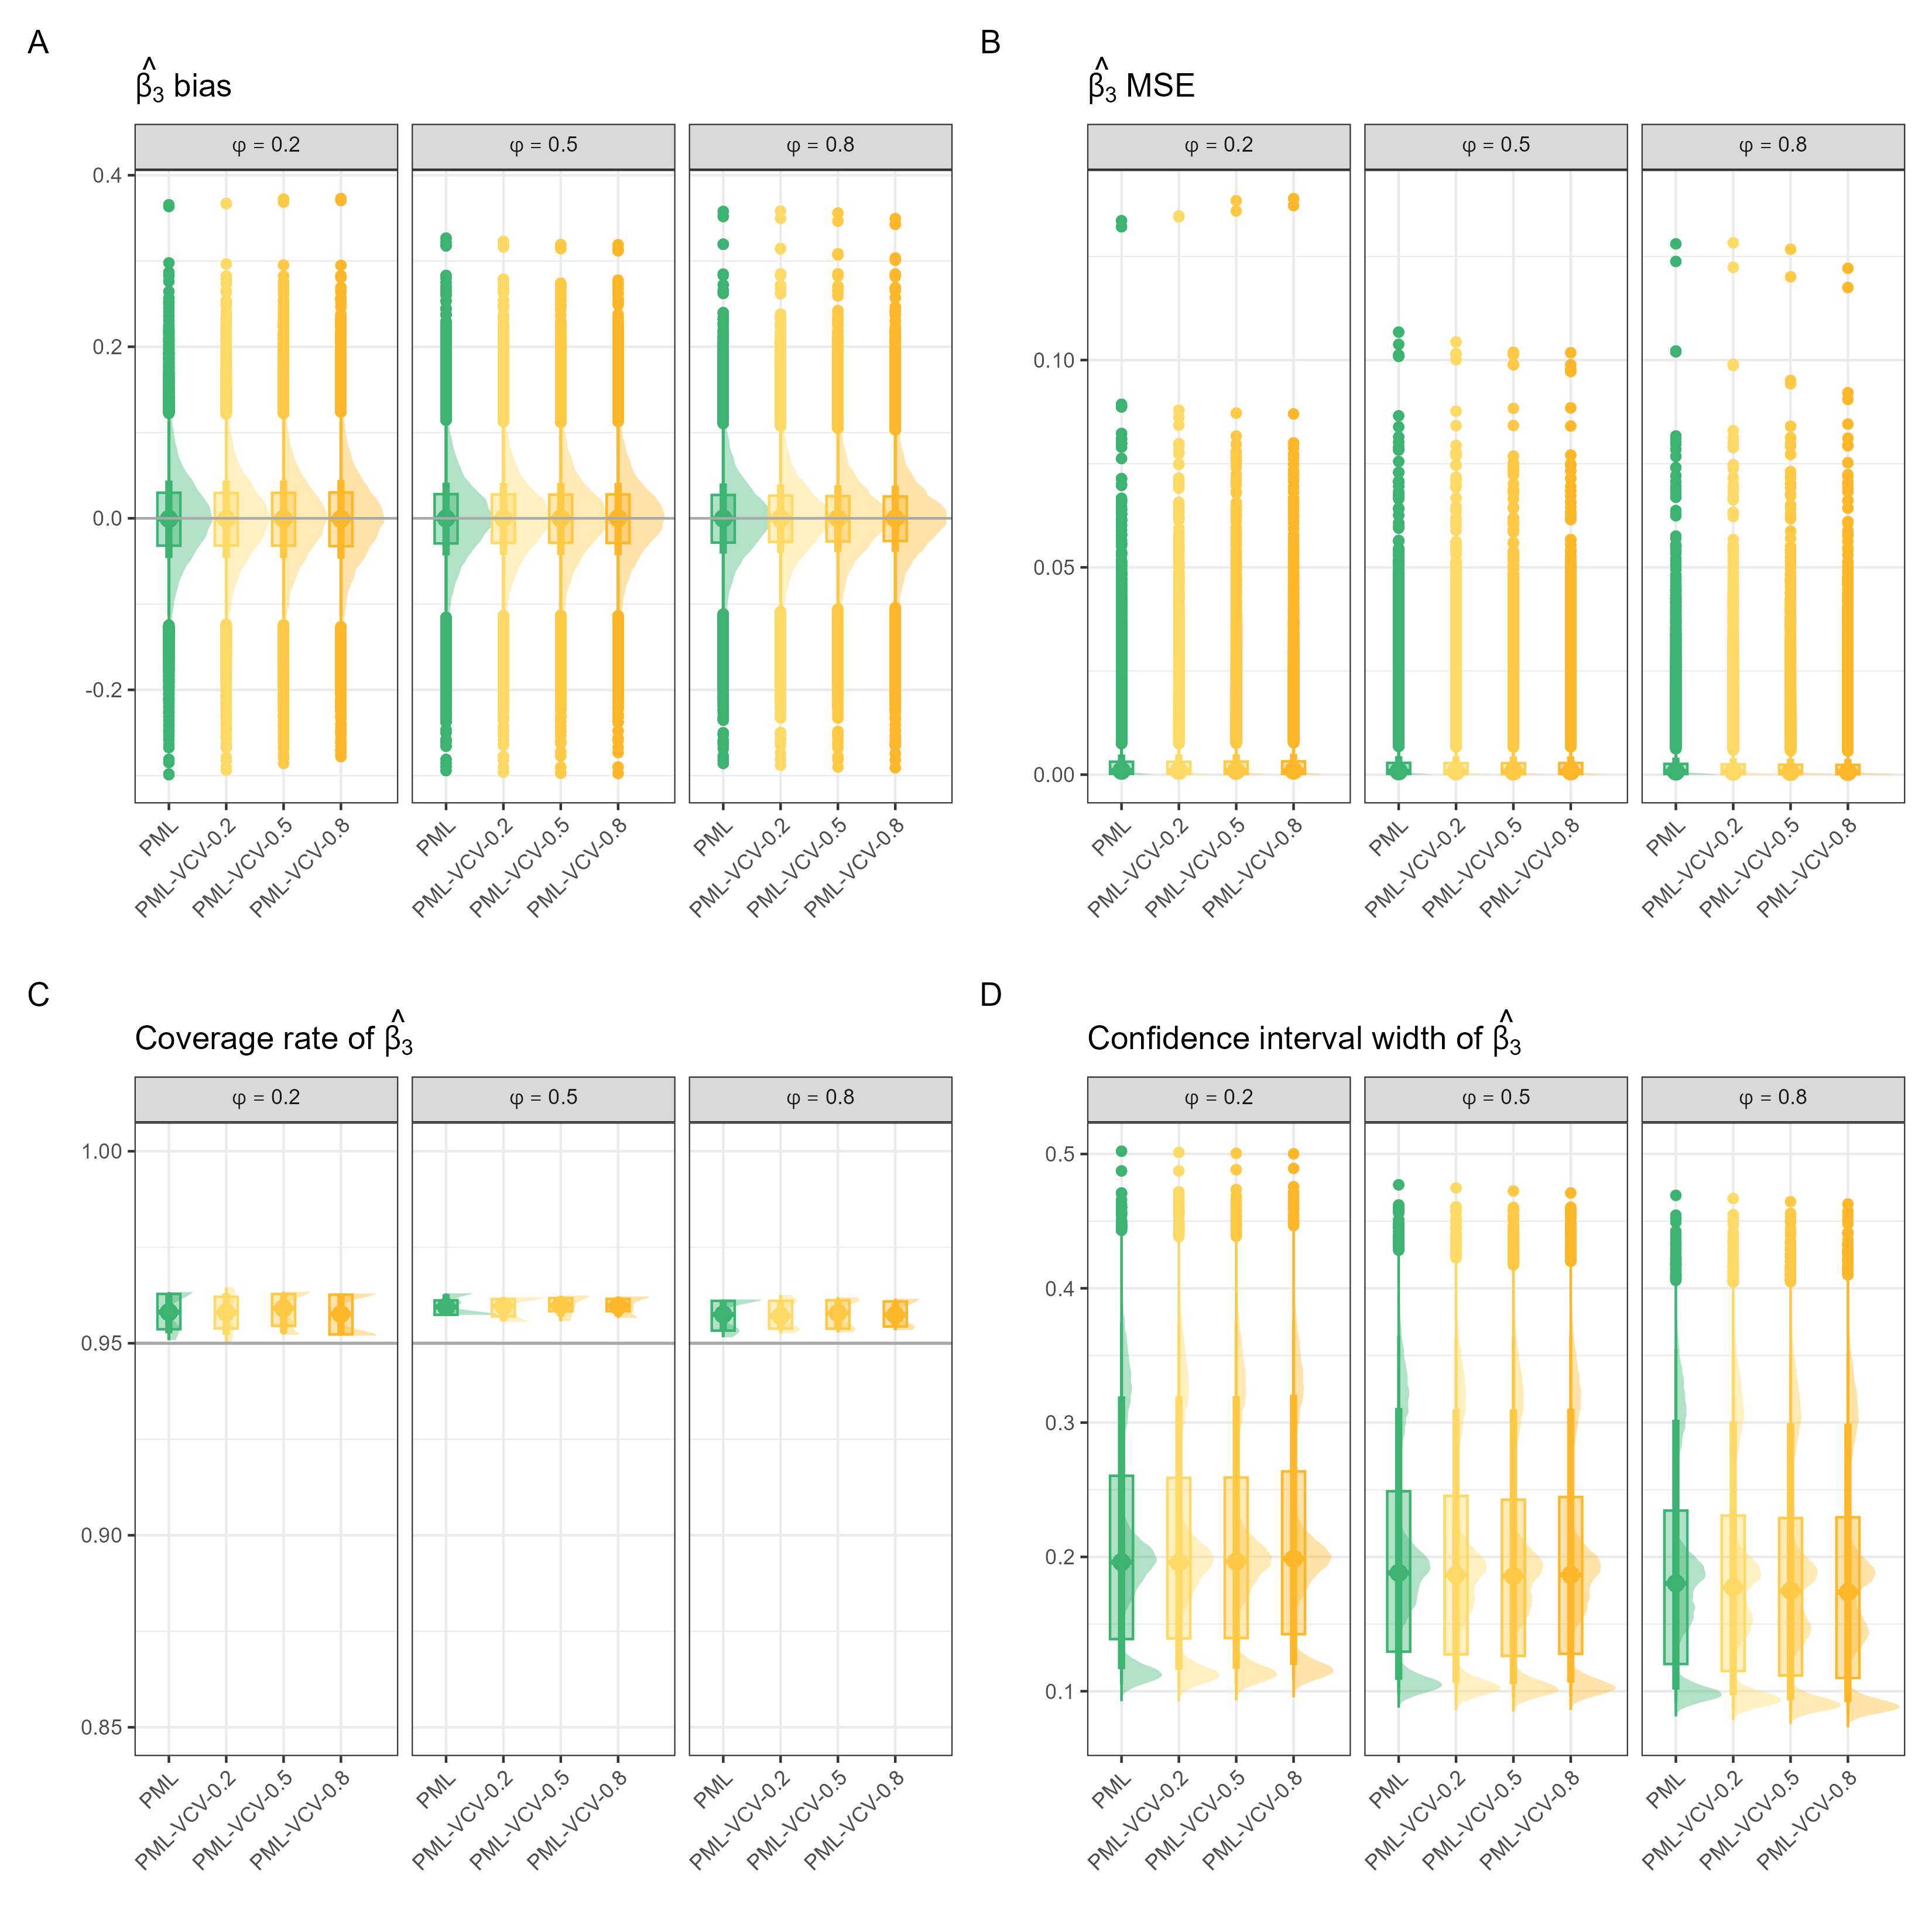 A
β̂₃ bias
φ = 0.2 φ = 0.5 φ = 0.8
0.4
0.2
0.0
-0.2
PML PML-VCV-0.2 PML-VCV-0.5 PML-VCV-0.8 PML PML-VCV-0.2 PML-VCV-0.5 PML-VCV-0.8 PML PML-VCV-0.2 PML-VCV-0.5 PML-VCV-0.8
B
β̂₃ MSE
φ = 0.2 φ = 0.5 φ = 0.8
0.10
0.05
0.00
PML PML-VCV-0.2 PML-VCV-0.5 PML-VCV-0.8 PML PML-VCV-0.2 PML-VCV-0.5 PML-VCV-0.8 PML PML-VCV-0.2 PML-VCV-0.5 PML-VCV-0.8
C
Coverage rate of β̂₃
φ = 0.2 φ = 0.5 φ = 0.8
1.00
0.95
0.90
0.85
PML PML-VCV-0.2 PML-VCV-0.5 PML-VCV-0.8 PML PML-VCV-0.2 PML-VCV-0.5 PML-VCV-0.8 PML PML-VCV-0.2 PML-VCV-0.5 PML-VCV-0.8
D
Confidence interval width of β̂₃
φ = 0.2 φ = 0.5 φ = 0.8
0.5
0.4
0.3
0.2
0.1
PML PML-VCV-0.2 PML-VCV-0.5 PML-VCV-0.8 PML PML-VCV-0.2 PML-VCV-0.5 PML-VCV-0.8 PML PML-VCV-0.2 PML-VCV-0.5 PML-VCV-0.8